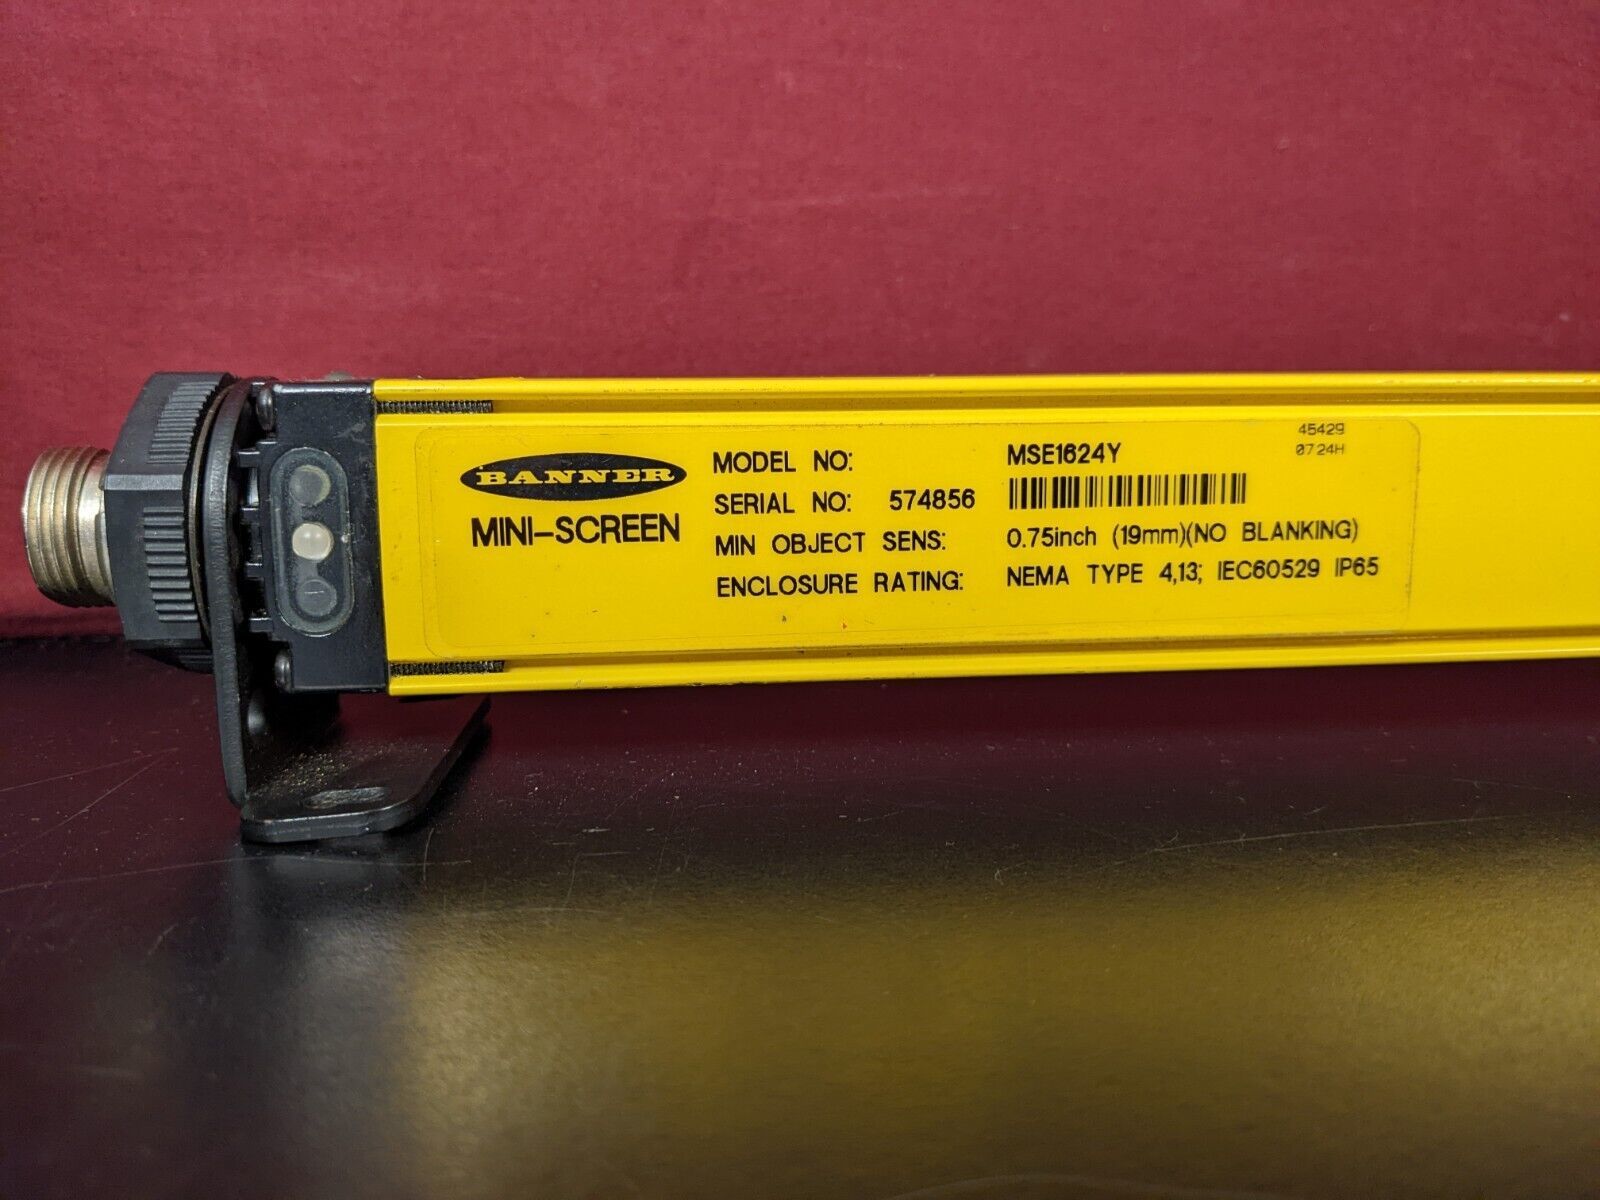 BANNER
MINI-SCREEN
MODEL NO: MSE1624Y
SERIAL NO: 574856
MIN OBJECT SENS: 0.75inch (19mm)(NO BLANKING)
ENCLOSURE RATING: NEMA TYPE 4,13; IEC60529 IP65
45429
0724H